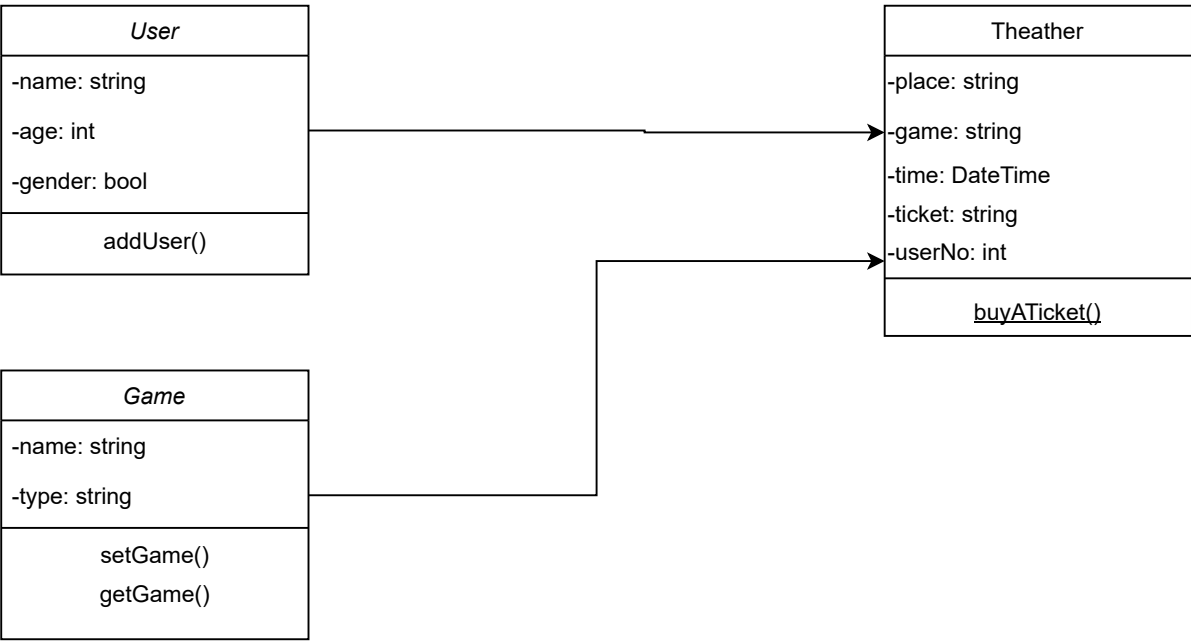 User
-name: string
-age: int
-gender: bool
addUser()
Theather
-place: string
-game: string
-time: DateTime
-ticket: string
-userNo: int
buyATicket()
Game
-name: string
-type: string
setGame()
getGame()